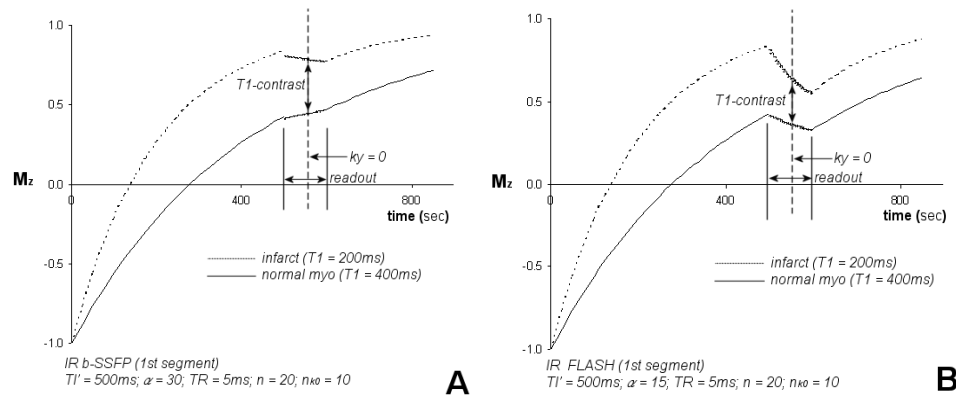 1.0
0.5
0.0
-0.5
-1.0
Mz
T1-contrast
ky = 0
readout
0
400
800
time (sec)
infarct (T1 = 200ms)
normal myo (T1 = 400ms)
IR b-SSFP (1st segment)
TI' = 500ms; α = 30; TR = 5ms; n = 20; nk0 = 10
A
1.0
0.5
0.0
-0.5
-1.0
Mz
T1-contrast
ky = 0
readout
0
400
800
time (sec)
infarct (T1 = 200ms)
normal myo (T1 = 400ms)
IR FLASH (1st segment)
TI' = 500ms; α = 15; TR = 5ms; n = 20; nk0 = 10
B